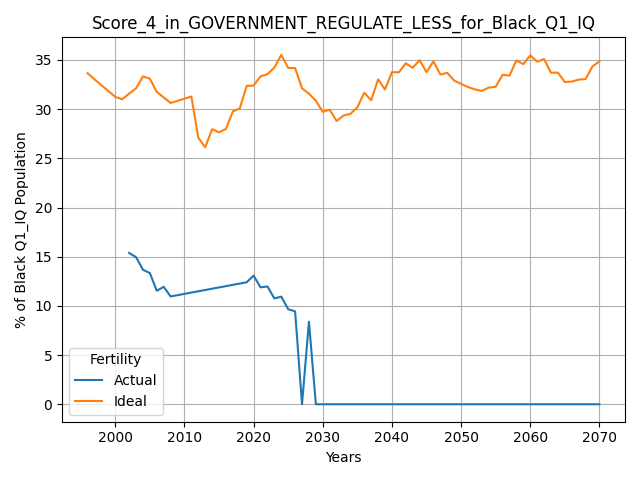 Score_4_in_GOVERNMENT_REGULATE_LESS_for_Black_Q1_IQ
% of Black Q1_IQ Population
35
30
25
20
15
10
5
0
Fertility
Actual
Ideal
2000 2010 2020 2030 2040 2050 2060 2070
Years